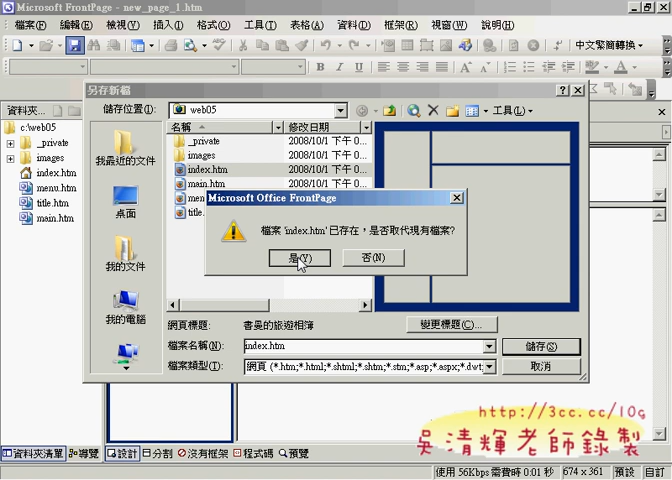 Microsoft FrontPage - new_page_1.htm
檔案(F) 編輯(E) 檢視(V) 插入(I) 格式(O) 工具(T) 表格(A) 資料(D) 框架(R) 視窗(W) 說明(H)
中文繁簡轉換
資料夾...
c:\web05
_private
images
index.htm
menu.htm
title.htm
main.htm
另存新檔
儲存位置(I):
web05
工具(L)
我最近的文件
桌面
我的文件
我的電腦
名稱
修改日期
_private 2008/10/1 下午 0...
images 2008/10/1 下午 0...
index.htm 2008/10/1 下午 0...
main.htm 2008/10/1 下午 0...
Microsoft Office FrontPage
檔案 'index.htm'已存在，是否取代現有檔案?
是(Y)
否(N)
網頁標題: 書昊的旅遊相簿
變更標題(C)...
檔案名稱(N): index.htm
儲存(S)
檔案類型(T): 網頁 (*.htm;*.html;*.shtml;*.shtm;*.stm;*.asp;*.aspx;*.dwt;
取消
http://3cc.cc/10g
吳清輝老師錄製
資料夾清單 導覽
設計 分割 沒有框架 程式碼 預覽
使用 56Kbps 需費時 0:01 秒 674 x 361 預設 自訂